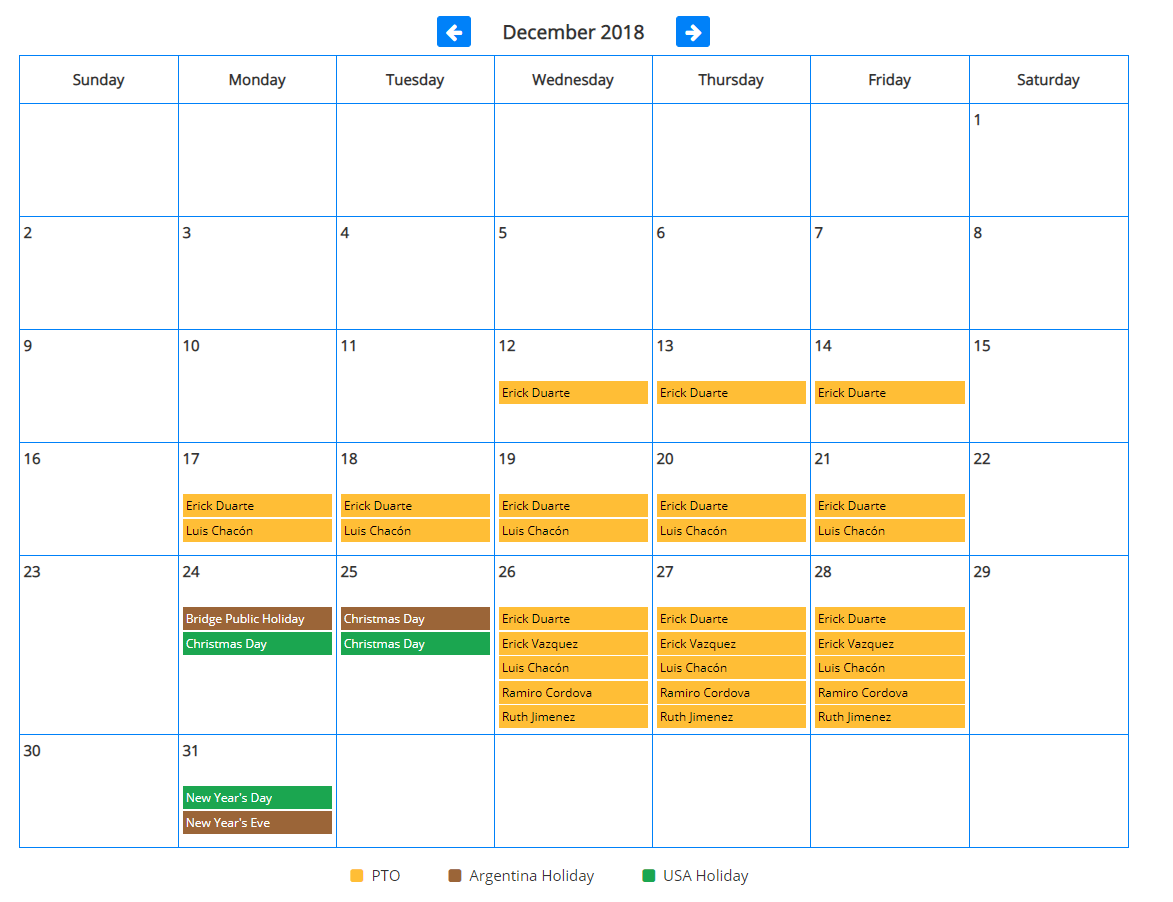 December 2018
Sunday Monday Tuesday Wednesday Thursday Friday Saturday
1
2 3 4 5 6 7 8
9 10 11 12 13 14 15
Erick Duarte Erick Duarte Erick Duarte
16 17 18 19 20 21 22
Erick Duarte Erick Duarte Erick Duarte Erick Duarte Erick Duarte
Luis Chacón Luis Chacón Luis Chacón Luis Chacón Luis Chacón
23 24 25 26 27 28 29
Bridge Public Holiday Christmas Day Erick Duarte Erick Duarte Erick Duarte
Christmas Day Christmas Day Erick Vazquez Erick Vazquez Erick Vazquez
Luis Chacón Luis Chacón Luis Chacón
Ramiro Cordova Ramiro Cordova Ramiro Cordova
Ruth Jimenez Ruth Jimenez Ruth Jimenez
30 31
New Year's Day
New Year's Eve
PTO Argentina Holiday USA Holiday